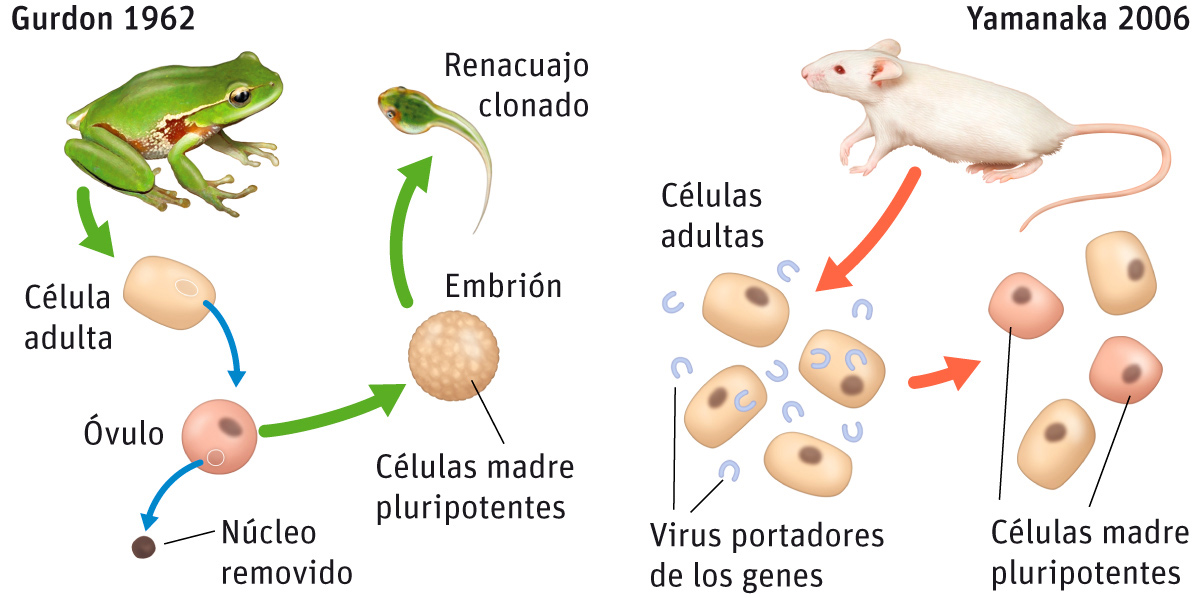 Gurdon 1962
Renacuajo
clonado
Célula
adulta
Embrión
Óvulo
Células madre
pluripotentes
Núcleo
removido
Yamanaka 2006
Células
adultas
Virus portadores
de los genes
Células madre
pluripotentes